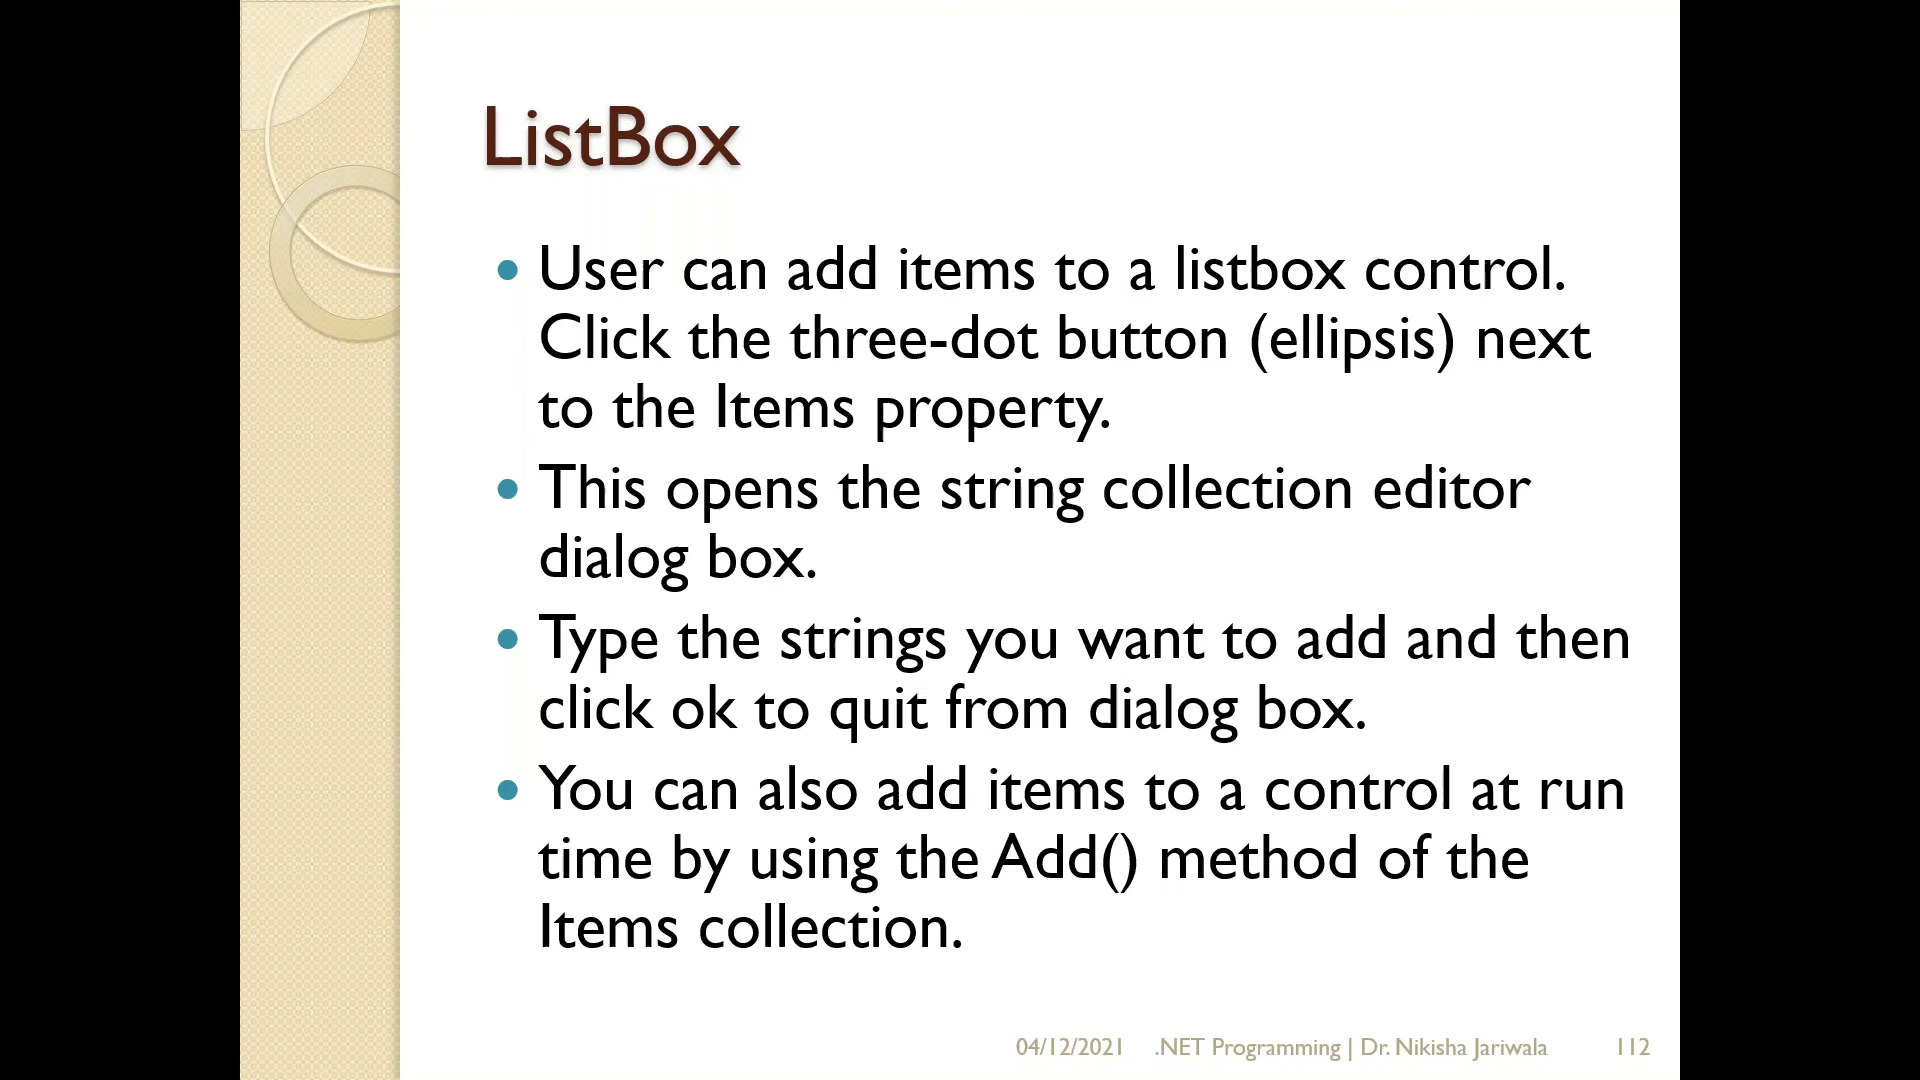 ListBox
• User can add items to a listbox control.
Click the three-dot button (ellipsis) next
to the Items property.
• This opens the string collection editor
dialog box.
• Type the strings you want to add and then
click ok to quit from dialog box.
• You can also add items to a control at run
time by using the Add() method of the
Items collection.
04/12/2021 .NET Programming | Dr. Nikisha Jariwala 112